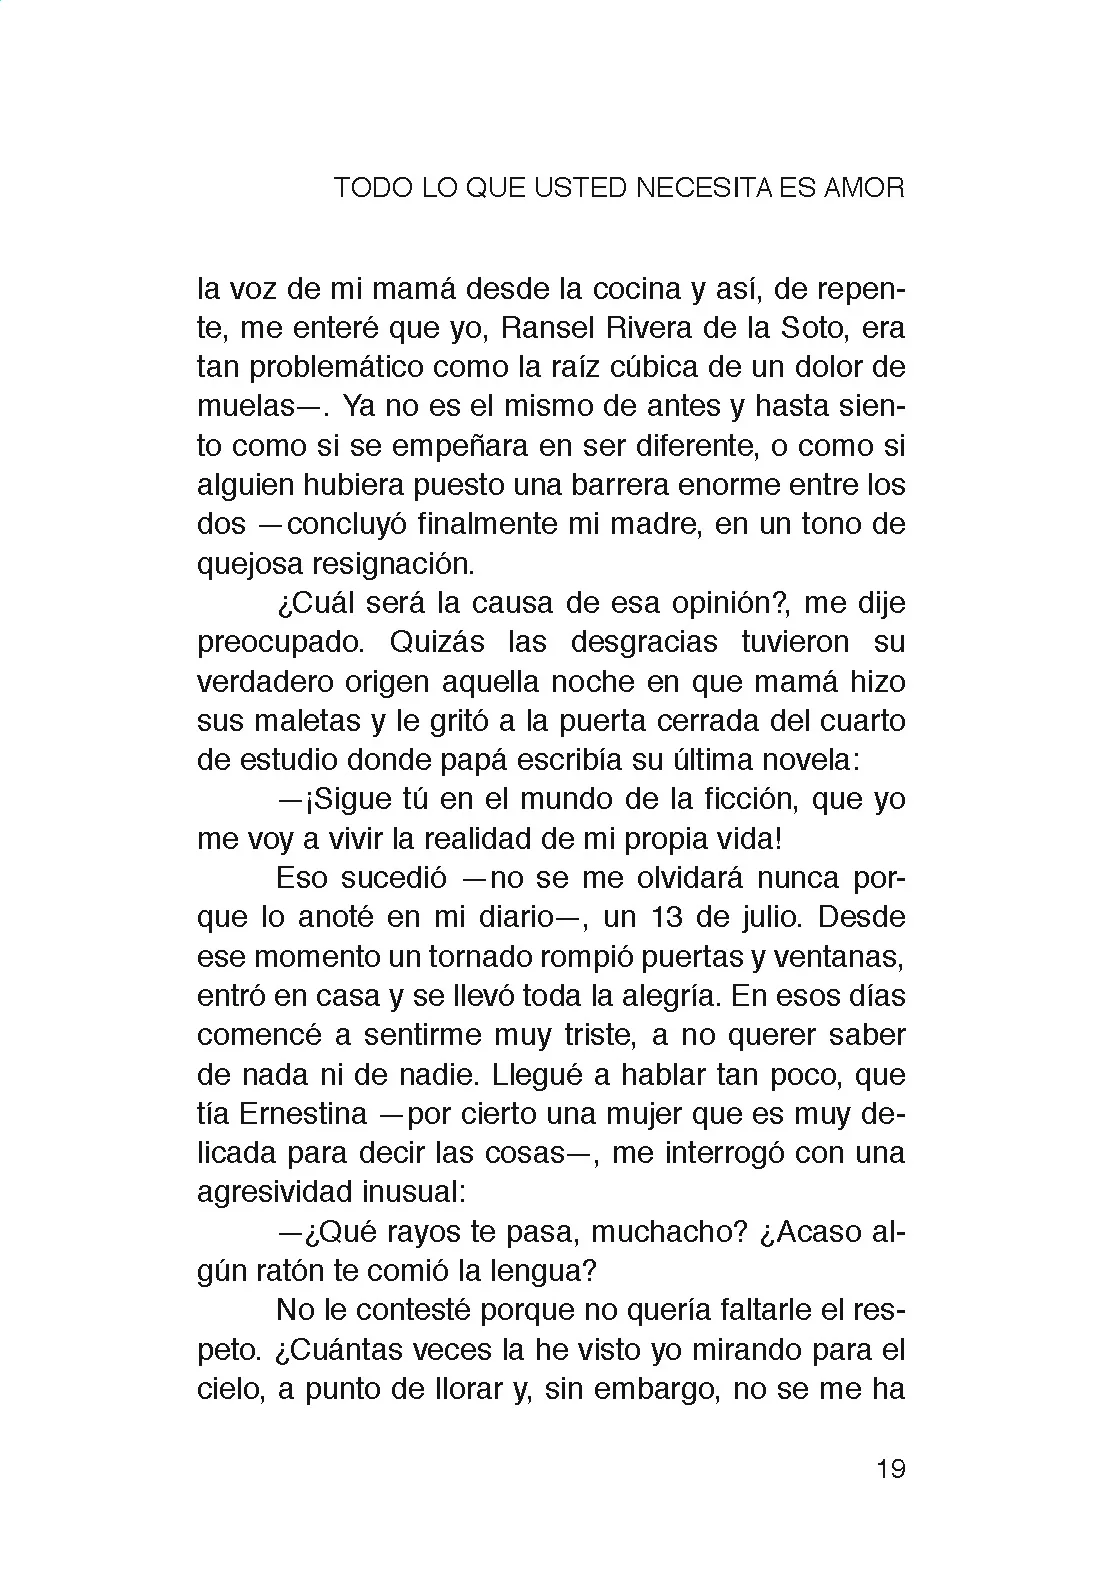 TODO LO QUE USTED NECESITA ES AMOR
la voz de mi mamá desde la cocina y así, de repen-
te, me enteré que yo, Ransel Rivera de la Soto, era
tan problemático como la raíz cúbica de un dolor de
muelas—. Ya no es el mismo de antes y hasta sien-
to como si se empeñara en ser diferente, o como si
alguien hubiera puesto una barrera enorme entre los
dos —concluyó finalmente mi madre, en un tono de
quejosa resignación.
¿Cuál será la causa de esa opinión?, me dije
preocupado. Quizás las desgracias tuvieron su
verdadero origen aquella noche en que mamá hizo
sus maletas y le gritó a la puerta cerrada del cuarto
de estudio donde papá escribía su última novela:
—¡Sigue tú en el mundo de la ficción, que yo
me voy a vivir la realidad de mi propia vida!
Eso sucedió —no se me olvidará nunca por-
que lo anoté en mi diario—, un 13 de julio. Desde
ese momento un tornado rompió puertas y ventanas,
entró en casa y se llevó toda la alegría. En esos días
comencé a sentirme muy triste, a no querer saber
de nada ni de nadie. Llegué a hablar tan poco, que
tía Ernestina —por cierto una mujer que es muy de-
licada para decir las cosas—, me interrogó con una
agresividad inusual:
—¿Qué rayos te pasa, muchacho? ¿Acaso al-
gún ratón te comió la lengua?
No le contesté porque no quería faltarle el res-
peto. ¿Cuántas veces la he visto yo mirando para el
cielo, a punto de llorar y, sin embargo, no se me ha
19